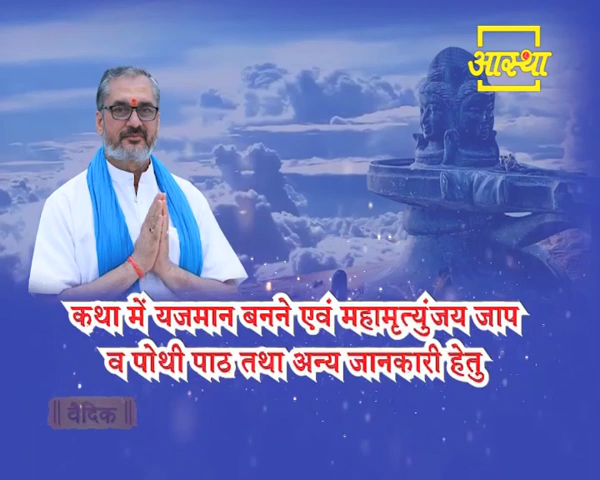 आस्था
कथा में यजमान बनने एवं महामृत्युंजय जाप
व पोथी पाठ तथा अन्य जानकारी हेतु
॥ वैदिक ॥